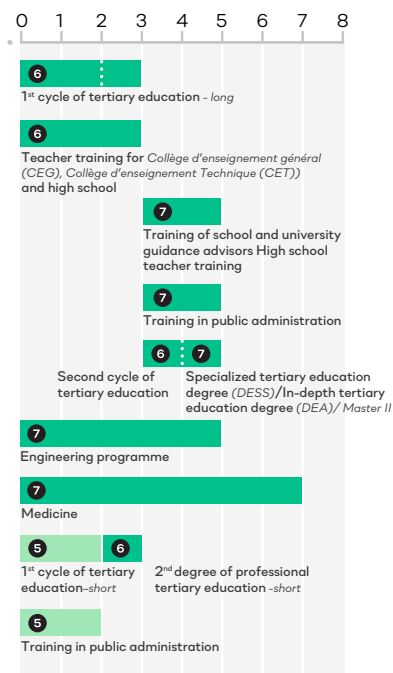 0 1 2 3 4 5 6 7 8
6
1st cycle of tertiary education - long
6
Teacher training for Collège d'enseignement général
(CEG), Collège d'enseignement Technique (CET))
and high school
7
Training of school and university
guidance advisors High school
teacher training
7
Training in public administration
6 7
Second cycle of
tertiary education
Specialized tertiary education
degree (DESS)/In-depth tertiary
education degree (DEA)/ Master II
7
Engineering programme
7
Medicine
5 6
1st cycle of tertiary
education–short
2nd degree of professional
tertiary education -short
5
Training in public administration